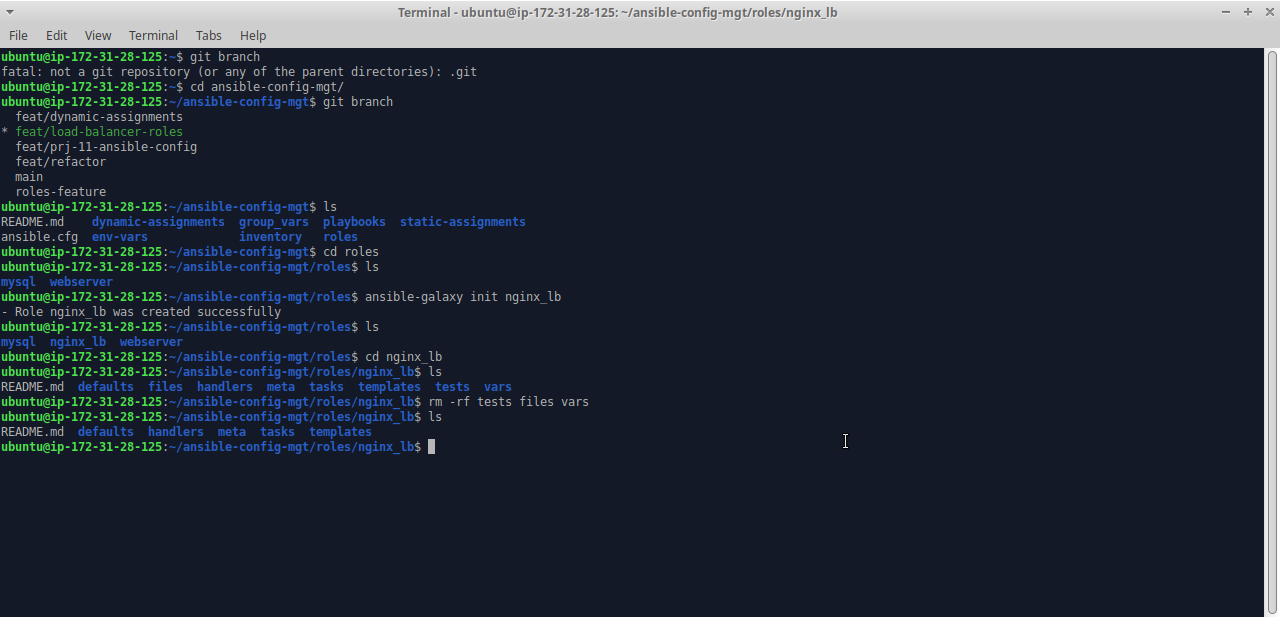 Terminal - ubuntu@ip-172-31-28-125: ~/ansible-config-mgt/roles/nginx_lb
File Edit View Terminal Tabs Help
ubuntu@ip-172-31-28-125:~$ git branch
fatal: not a git repository (or any of the parent directories): .git
ubuntu@ip-172-31-28-125:~$ cd ansible-config-mgt/
ubuntu@ip-172-31-28-125:~/ansible-config-mgt$ git branch
  feat/dynamic-assignments
* feat/load-balancer-roles
  feat/prj-11-ansible-config
  feat/refactor
  main
  roles-feature
ubuntu@ip-172-31-28-125:~/ansible-config-mgt$ ls
README.md    dynamic-assignments  group_vars  playbooks  static-assignments
ansible.cfg  env-vars             inventory   roles
ubuntu@ip-172-31-28-125:~/ansible-config-mgt$ cd roles
ubuntu@ip-172-31-28-125:~/ansible-config-mgt/roles$ ls
mysql  webserver
ubuntu@ip-172-31-28-125:~/ansible-config-mgt/roles$ ansible-galaxy init nginx_lb
- Role nginx_lb was created successfully
ubuntu@ip-172-31-28-125:~/ansible-config-mgt/roles$ ls
mysql  nginx_lb  webserver
ubuntu@ip-172-31-28-125:~/ansible-config-mgt/roles$ cd nginx_lb
ubuntu@ip-172-31-28-125:~/ansible-config-mgt/roles/nginx_lb$ ls
README.md  defaults  files  handlers  meta  tasks  templates  tests  vars
ubuntu@ip-172-31-28-125:~/ansible-config-mgt/roles/nginx_lb$ rm -rf tests files vars
ubuntu@ip-172-31-28-125:~/ansible-config-mgt/roles/nginx_lb$ ls
README.md  defaults  handlers  meta  tasks  templates
ubuntu@ip-172-31-28-125:~/ansible-config-mgt/roles/nginx_lb$